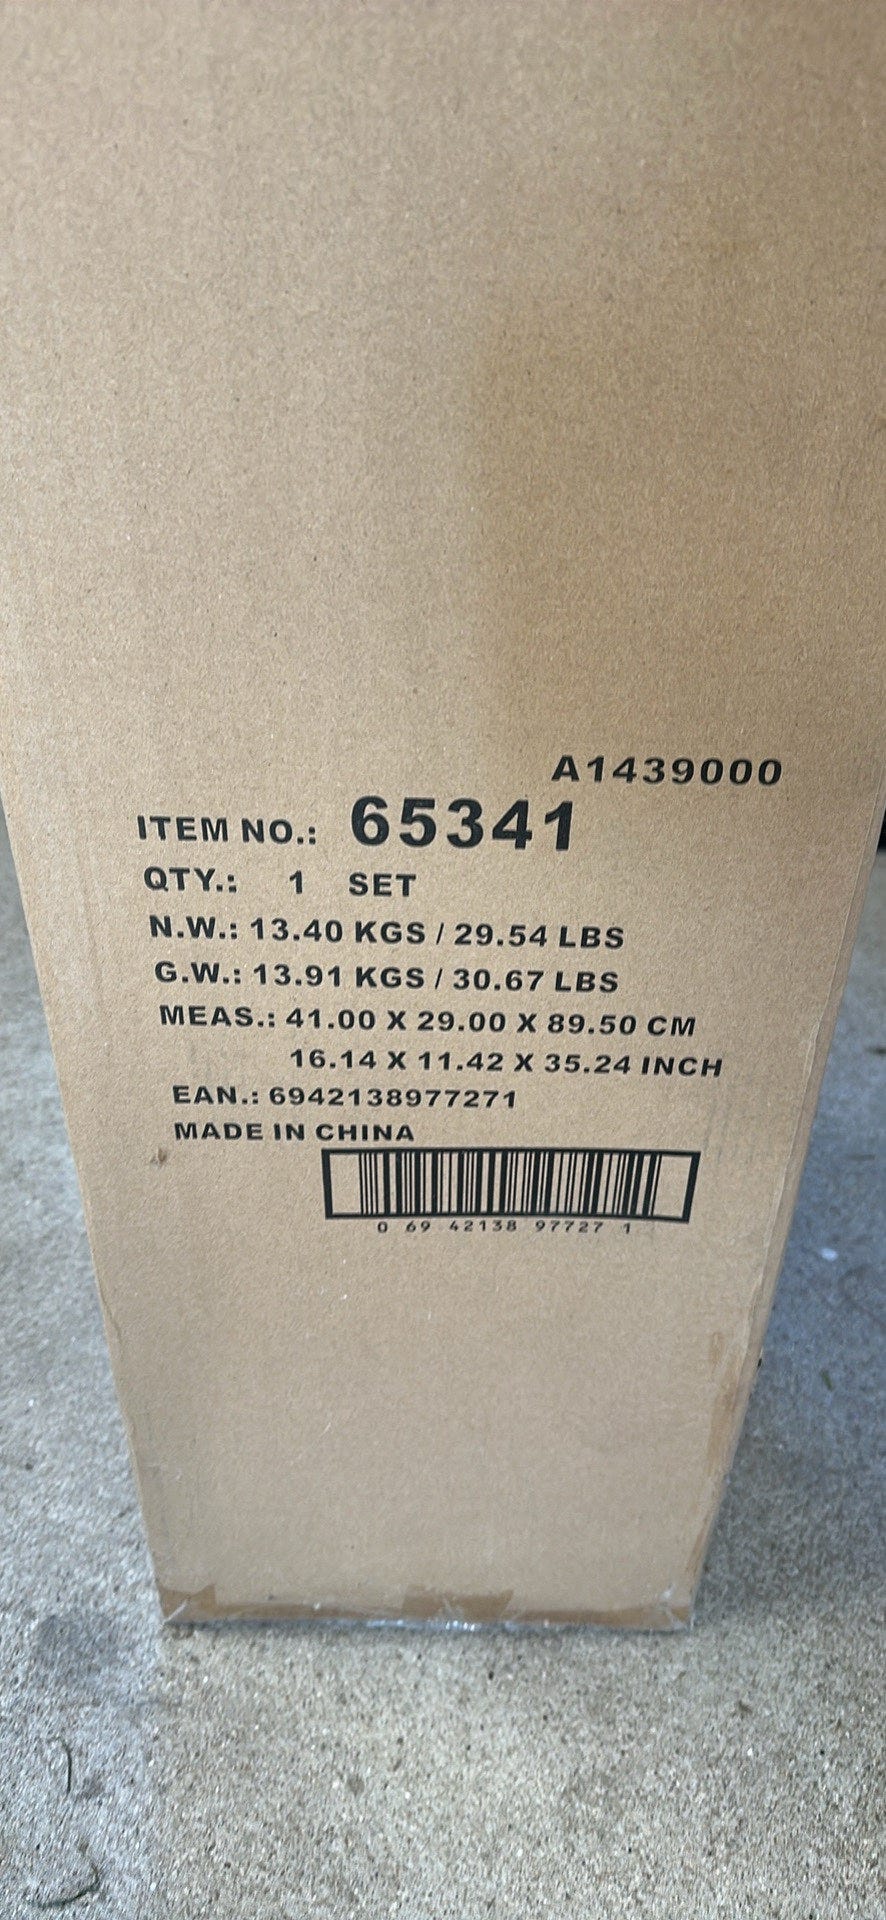 A1439000
ITEM NO.: 65341
QTY.: 1 SET
N.W.: 13.40 KGS / 29.54 LBS
G.W.: 13.91 KGS / 30.67 LBS
MEAS.: 41.00 X 29.00 X 89.50 CM
16.14 X 11.42 X 35.24 INCH
EAN.: 6942138977271
MADE IN CHINA
0 69 42138 97727 1